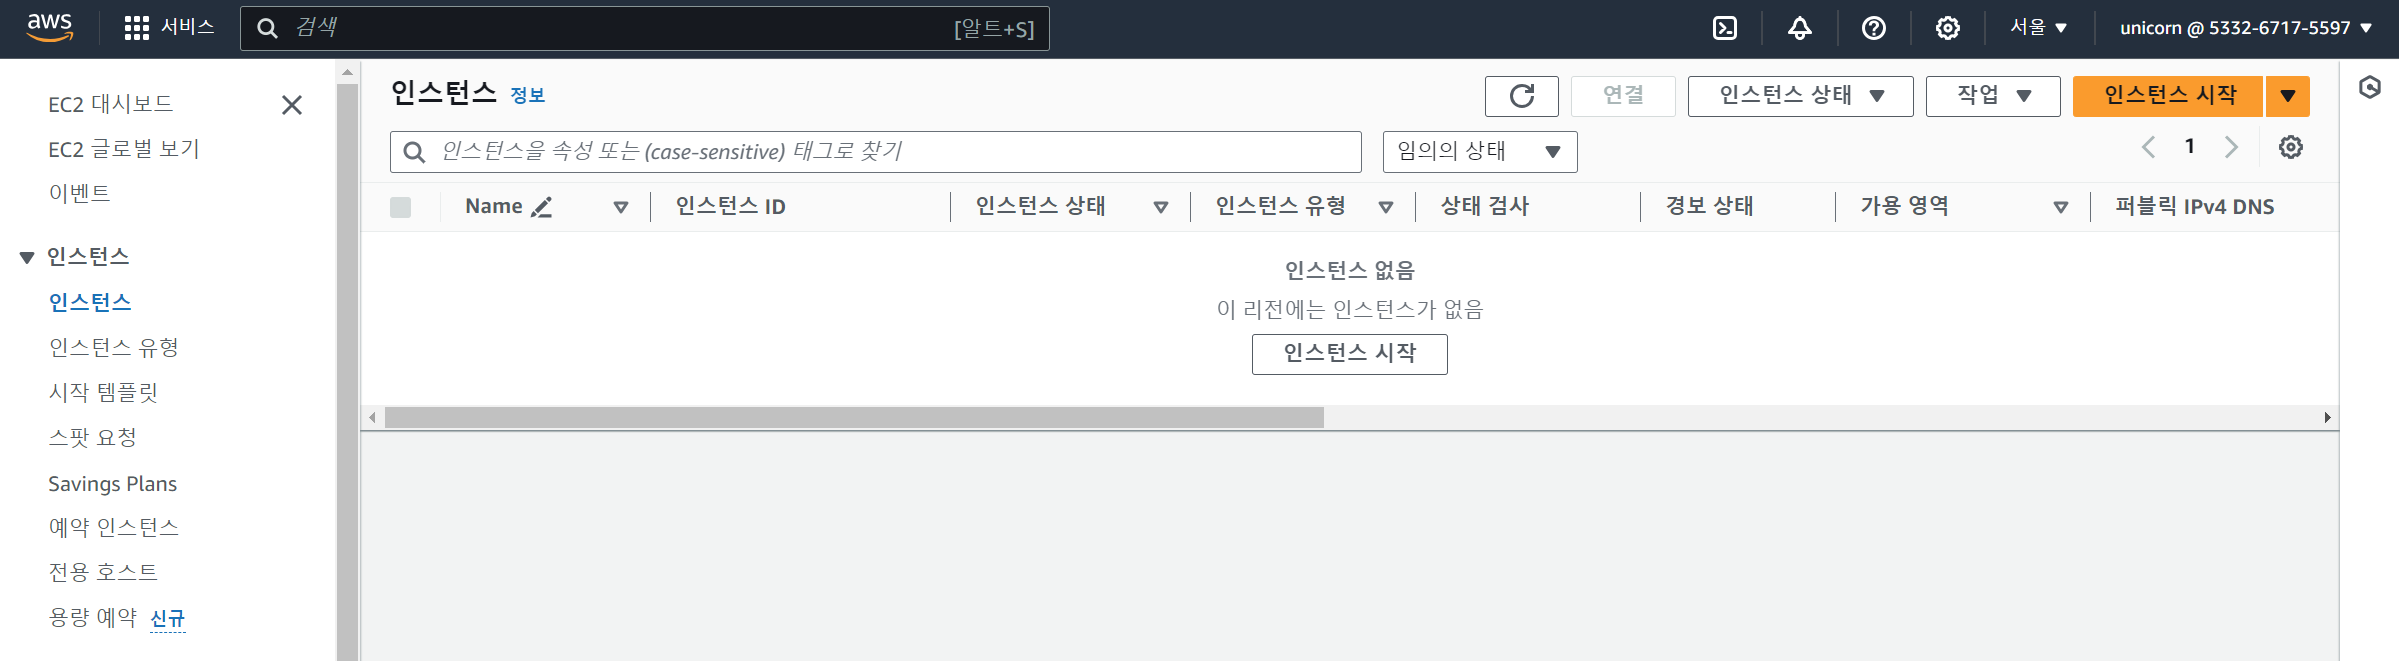 aws 서비스 검색 [알트+S] 서울 unicorn @ 5332-6717-5597
EC2 대시보드
EC2 글로벌 보기
이벤트
인스턴스
인스턴스
인스턴스 유형
시작 템플릿
스팟 요청
Savings Plans
예약 인스턴스
전용 호스트
용량 예약 신규
인스턴스 정보 연결 인스턴스 상태 작업 인스턴스 시작
인스턴스을 속성 또는 (case-sensitive) 태그로 찾기 임의의 상태 1
Name 인스턴스 ID 인스턴스 상태 인스턴스 유형 상태 검사 경보 상태 가용 영역 퍼블릭 IPv4 DNS
인스턴스 없음
이 리전에는 인스턴스가 없음
인스턴스 시작